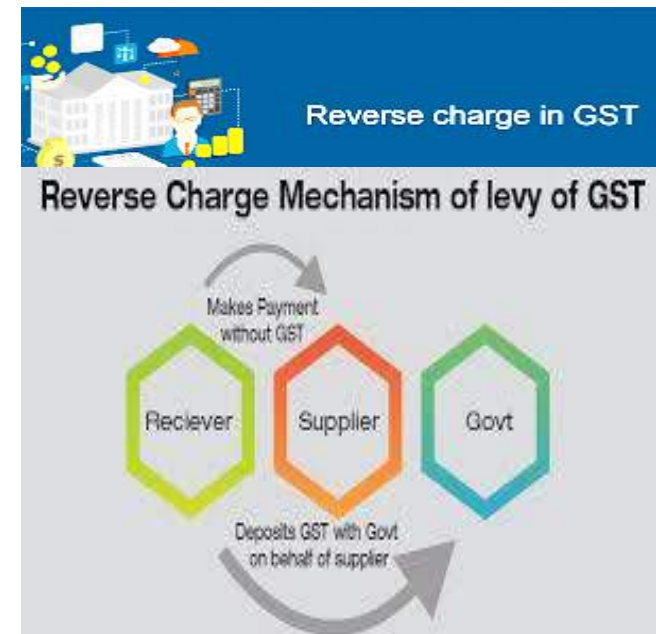 Reverse charge in GST
Reverse Charge Mechanism of levy of GST
Makes Payment
without GST
Reciever
Supplier
Govt
Deposits GST with Govt
on behalf of supplier